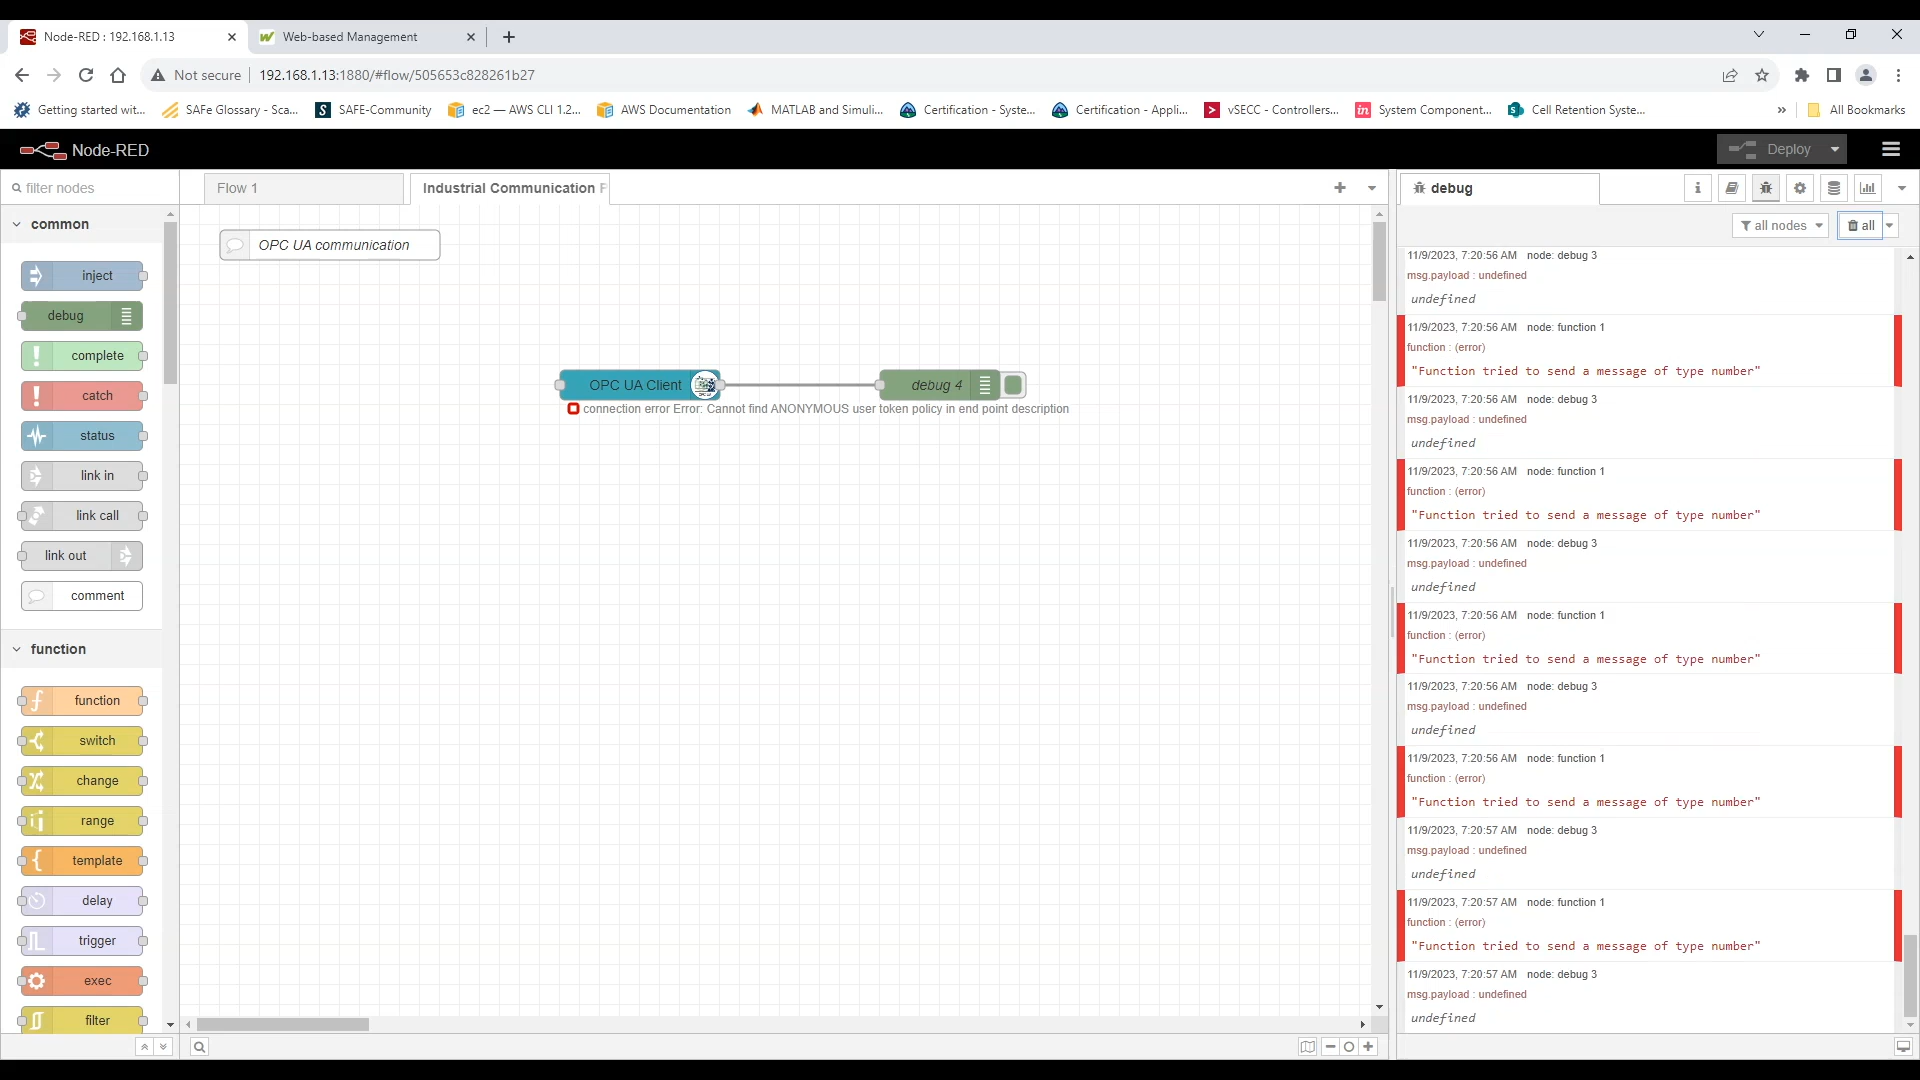 Node-RED : 192.168.1.13
Web-based Management
Not secure
192.168.1.13:1880/#flow/505653c828261b27
Getting started wit...
SAFe Glossary - Sca...
SAFE-Community
ec2 — AWS CLI 1.2...
AWS Documentation
MATLAB and Simuli...
Certification - Syste...
Certification - Appli...
vSECC - Controllers...
System Component...
Cell Retention Syste...
»
All Bookmarks
Node-RED
Deploy
filter nodes
Flow 1
Industrial Communication F
debug
all nodes
all
common
inject
debug
complete
catch
status
link in
link call
link out
comment
function
function
switch
change
range
template
delay
trigger
exec
filter
OPC UA communication
OPC UA Client
debug 4
connection error Error: Cannot find ANONYMOUS user token policy in end point description
11/9/2023, 7:20:56 AM node: debug 3
msg.payload : undefined
undefined
11/9/2023, 7:20:56 AM node: function 1
function : (error)
"Function tried to send a message of type number"
11/9/2023, 7:20:56 AM node: debug 3
msg.payload : undefined
undefined
11/9/2023, 7:20:56 AM node: function 1
function : (error)
"Function tried to send a message of type number"
11/9/2023, 7:20:56 AM node: debug 3
msg.payload : undefined
undefined
11/9/2023, 7:20:56 AM node: function 1
function : (error)
"Function tried to send a message of type number"
11/9/2023, 7:20:56 AM node: debug 3
msg.payload : undefined
undefined
11/9/2023, 7:20:56 AM node: function 1
function : (error)
"Function tried to send a message of type number"
11/9/2023, 7:20:57 AM node: debug 3
msg.payload : undefined
undefined
11/9/2023, 7:20:57 AM node: function 1
function : (error)
"Function tried to send a message of type number"
11/9/2023, 7:20:57 AM node: debug 3
msg.payload : undefined
undefined